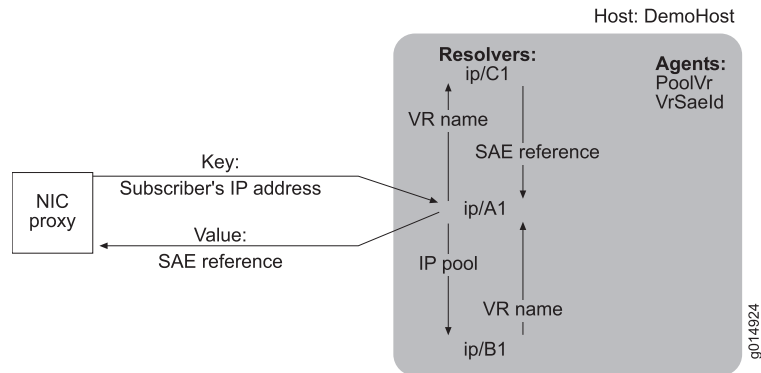 Host: DemoHost
Resolvers:
ip/C1
Agents:
PoolVr
VrSaeId
VR name
SAE reference
Key:
Subscriber's IP address
NIC
proxy
ip/A1
Value:
SAE reference
IP pool
VR name
ip/B1
g014924